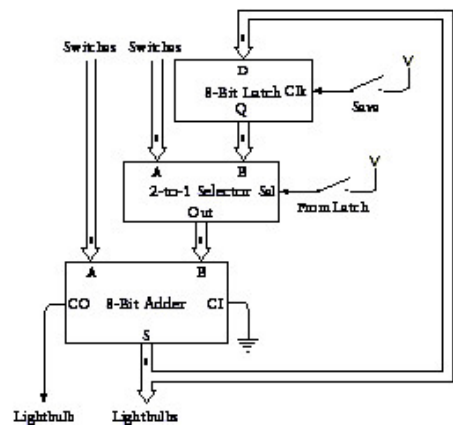 Switches Switches
D
8-Bit Latch Clk
Q
V
Save
A B
2-to-1 Selector Sel
Out
V
From Latch
A B
CO 8-Bit Adder CI
S
Lightbulb Lightbulbs